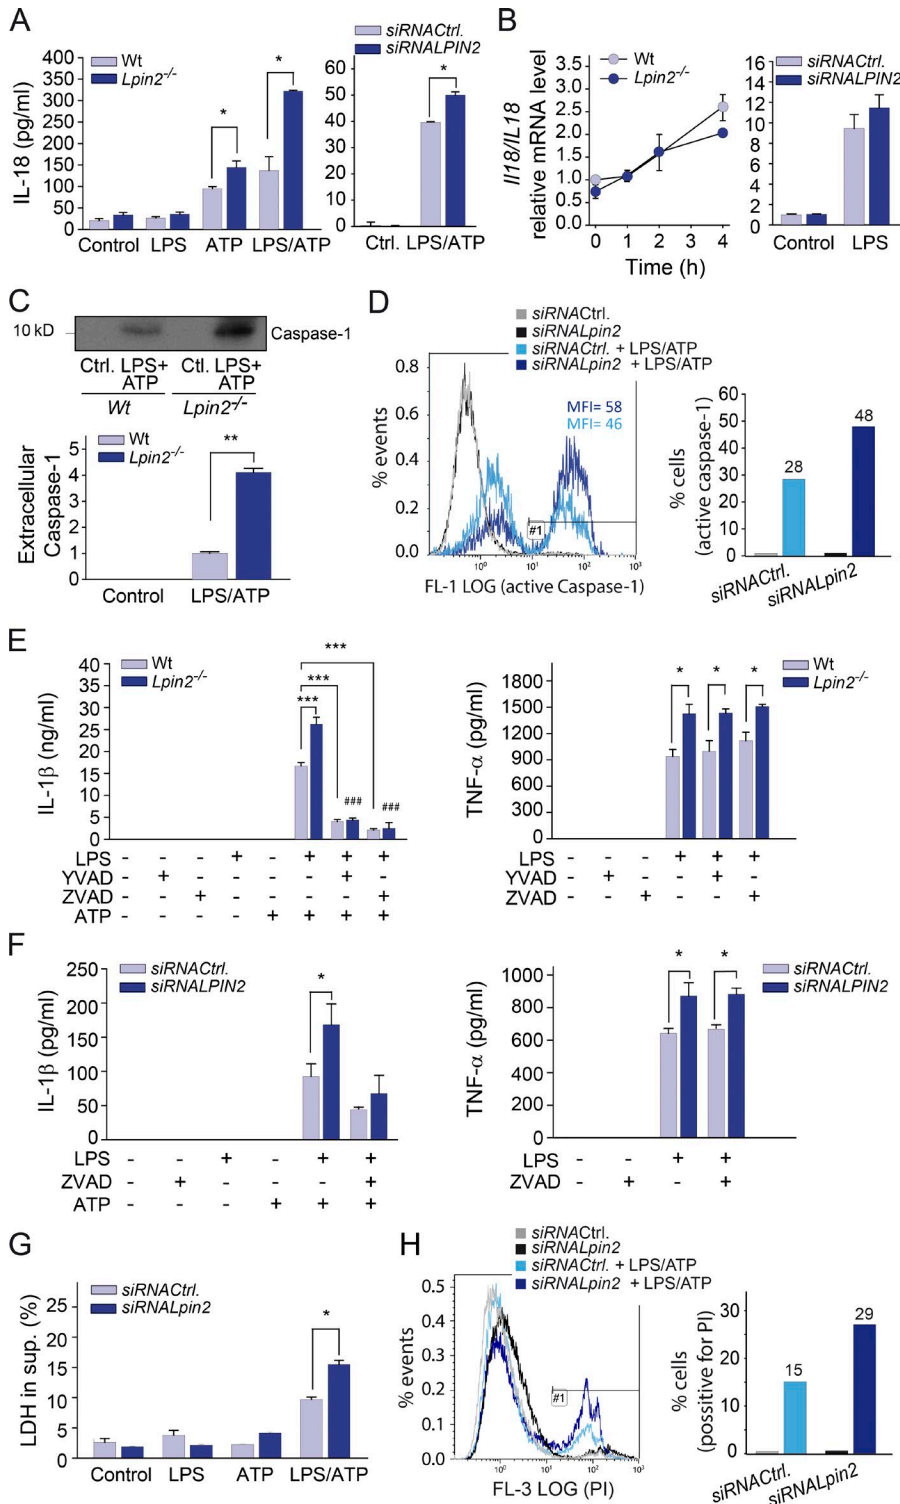 A
Wt
Lpin2-/-
IL-18 (pg/ml)
400
350
300
250
200
150
100
50
0
*
*
Control LPS ATP LPS/ATP
siRNACtrl.
siRNALPIN2
60
50
40
30
20
10
0
*
Ctrl. LPS/ATP
B
Wt
Lpin2-/-
Il18/IL18
relative mRNA level
3.5
3.0
2.5
2.0
1.5
1.0
0.5
0.0
0 1 2 4
Time (h)
siRNACtrl.
siRNALPIN2
16
14
12
10
8
6
4
2
0
Control LPS
C
10 kD
Caspase-1
Ctrl. LPS+ ATP Ctl. LPS+ ATP
Wt Lpin2-/-
Wt
Lpin2-/-
Extracellular
Caspase-1
5
4
3
2
1
0
**
Control LPS/ATP
D
siRNACtrl.
siRNALpin2
siRNACtrl. + LPS/ATP
siRNALpin2 + LPS/ATP
% events
0.8
0.6
0.4
0.2
0.0
MFI= 58
MFI= 46
#1
10⁰ 10¹ 10² 10³
FL-1 LOG (active Caspase-1)
% cells
(active caspase-1)
60
50
40
30
20
10
0
28
48
siRNACtrl.
siRNALpin2
E
Wt
Lpin2-/-
IL-1β (ng/ml)
40
35
30
25
20
15
10
5
0
***
***
***
###
###
LPS - - - + - + + +
YVAD - + - - - - + -
ZVAD - - + - - - - +
ATP - - - - + + + +
Wt
Lpin2-/-
TNF-α (pg/ml)
1800
1500
1200
900
600
300
0
* * *
LPS - - - + + +
YVAD - + - - + -
ZVAD - - + - - +
F
siRNACtrl.
siRNALPIN2
IL-1β (pg/ml)
250
200
150
100
50
0
*
LPS - - + - + +
ZVAD - + - - - +
ATP - - - + + +
siRNACtrl.
siRNALPIN2
TNF-α (pg/ml)
1000
800
600
400
200
0
* *
LPS - - + +
ZVAD - + - +
G
siRNACtrl.
siRNALpin2
LDH in sup. (%)
25
20
15
10
5
0
*
Control LPS ATP LPS/ATP
H
siRNACtrl.
siRNALpin2
siRNACtrl. + LPS/ATP
siRNALpin2 + LPS/ATP
% events
0.5
0.4
0.3
0.2
0.1
0.0
#1
10⁰ 10¹ 10² 10³
FL-3 LOG (PI)
% cells
(possitive for PI)
30
20
10
0
15
29
siRNACtrl.
siRNALpin2